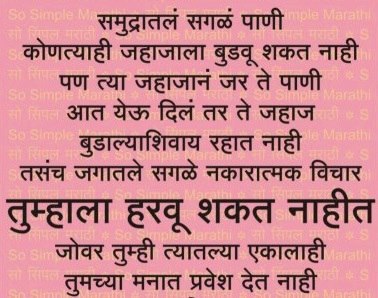 समुद्रातलं सगळं पाणी
कोणत्याही जहाजाला बुडवू शकत नाही
पण त्या जहाजानं जर ते पाणी
आत येऊ दिलं तर ते जहाज
बुडाल्याशिवाय रहात नाही
तसंच जगातले सगळे नकारात्मक विचार
तुम्हाला हरवू शकत नाहीत
जोवर तुम्ही त्यातल्या एकालाही
तुमच्या मनात प्रवेश देत नाही